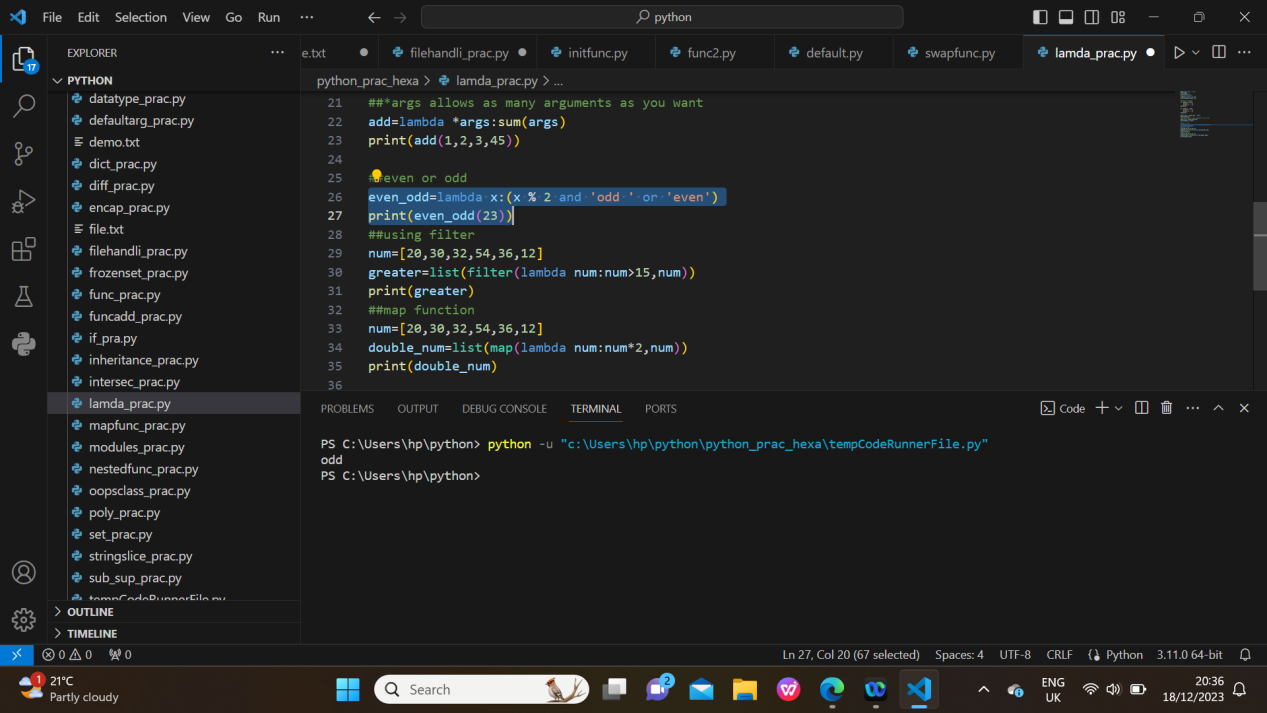 File Edit Selection View Go Run ··· python
EXPLORER ···
e.txt filehandli_prac.py initfunc.py func2.py default.py swapfunc.py lamda_prac.py
python_prac_hexa > lamda_prac.py > ...
17
PYTHON
datatype_prac.py
defaultarg_prac.py
demo.txt
dict_prac.py
diff_prac.py
encap_prac.py
file.txt
filehandli_prac.py
frozenset_prac.py
func_prac.py
funcadd_prac.py
if_pra.py
inheritance_prac.py
intersec_prac.py
lamda_prac.py
mapfunc_prac.py
modules_prac.py
nestedfunc_prac.py
oopsclass_prac.py
poly_prac.py
set_prac.py
stringslice_prac.py
sub_sup_prac.py
tempCodeRunnerFile.py
OUTLINE
TIMELINE
21 ##*args allows as many arguments as you want
22 add=lambda *args:sum(args)
23 print(add(1,2,3,45))
24
25 ##even or odd
26 even_odd=lambda x:(x % 2 and 'odd ' or 'even')
27 print(even_odd(23))
28 ##using filter
29 num=[20,30,32,54,36,12]
30 greater=list(filter(lambda num:num>15,num))
31 print(greater)
32 ##map function
33 num=[20,30,32,54,36,12]
34 double_num=list(map(lambda num:num*2,num))
35 print(double_num)
36
PROBLEMS OUTPUT DEBUG CONSOLE TERMINAL PORTS Code
PS C:\Users\hp\python> python -u "c:\Users\hp\python\python_prac_hexa\tempCodeRunnerFile.py"
odd
PS C:\Users\hp\python>
0 0 0 Ln 27, Col 20 (67 selected) Spaces: 4 UTF-8 CRLF Python 3.11.0 64-bit
1 21°C
Partly cloudy
Search
2
ENG
UK
20:36
18/12/2023